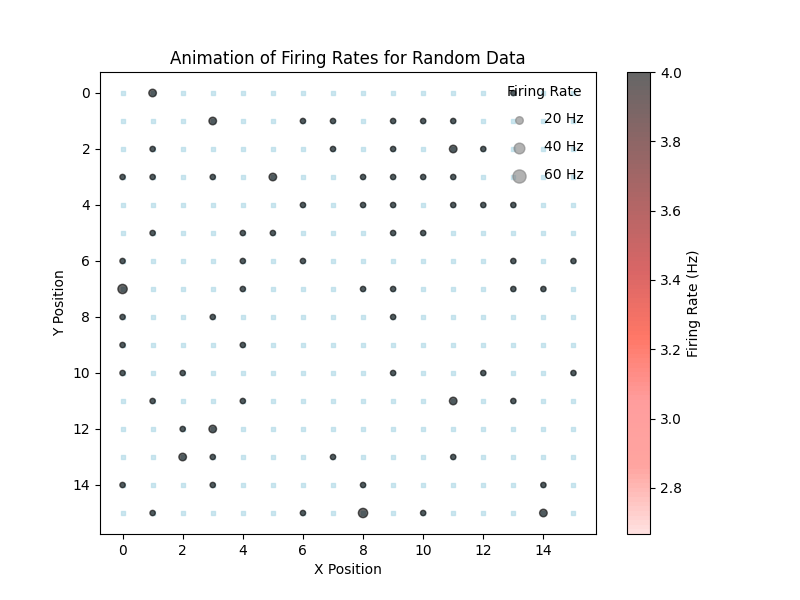 Animation of Firing Rates for Random Data
Firing Rate
20 Hz
40 Hz
60 Hz
0
2
4
6
8
10
12
14
Y Position
0 2 4 6 8 10 12 14
X Position
4.0
3.8
3.6
3.4
3.2
3.0
2.8
Firing Rate (Hz)